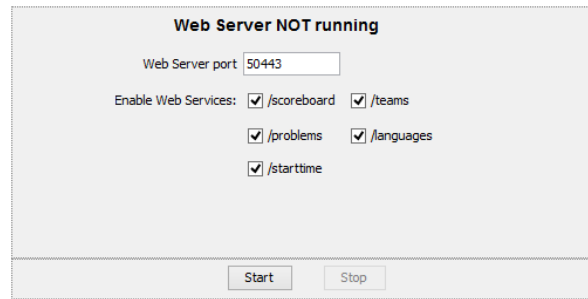 Web Server NOT running
Web Server port 50443
Enable Web Services: /scoreboard /teams
/problems /languages
/starttime
Start Stop